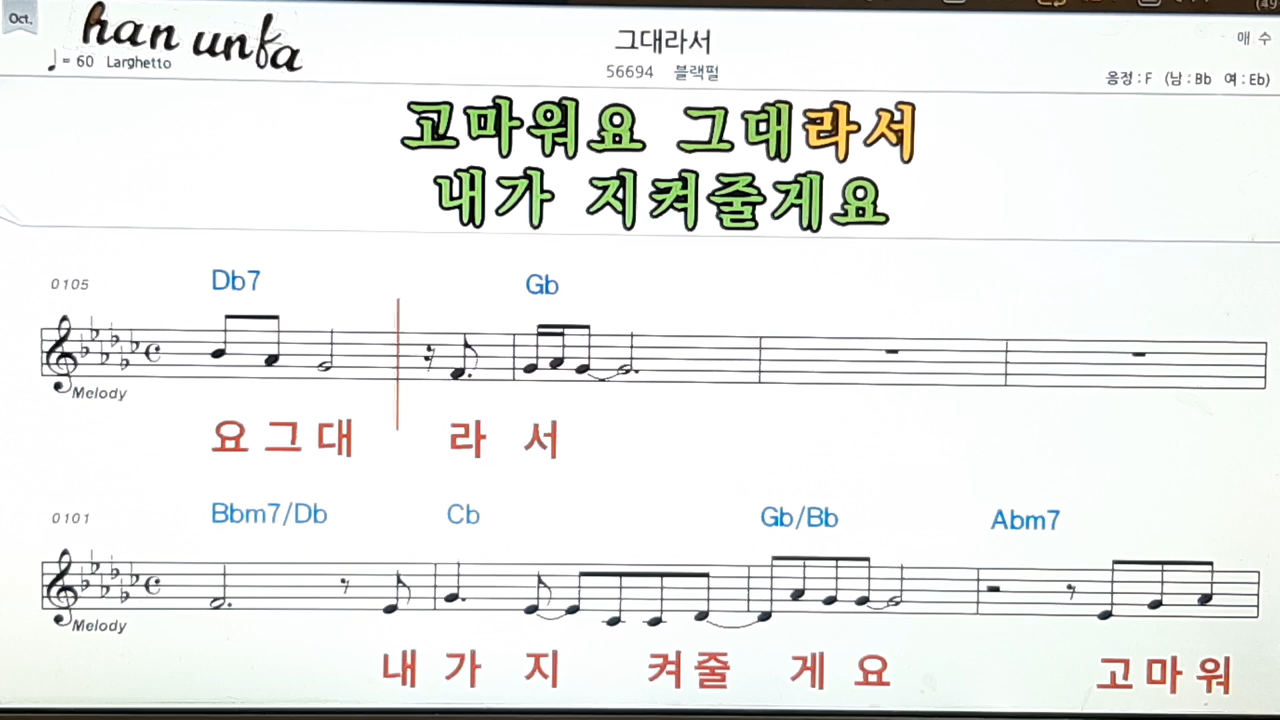 Oct.
han unfa
♩= 60 Larghetto
그대라서
56694 블랙펄
매 수
음정 : F (남 : Bb 여 : Eb)
고마워요 그대라서
내가 지켜줄게요
0105
Db7 Gb
Melody
요 그 대 라 서
0101
Bbm7/Db Cb Gb/Bb Abm7
Melody
내 가 지 켜 줄 게 요 고 마 워